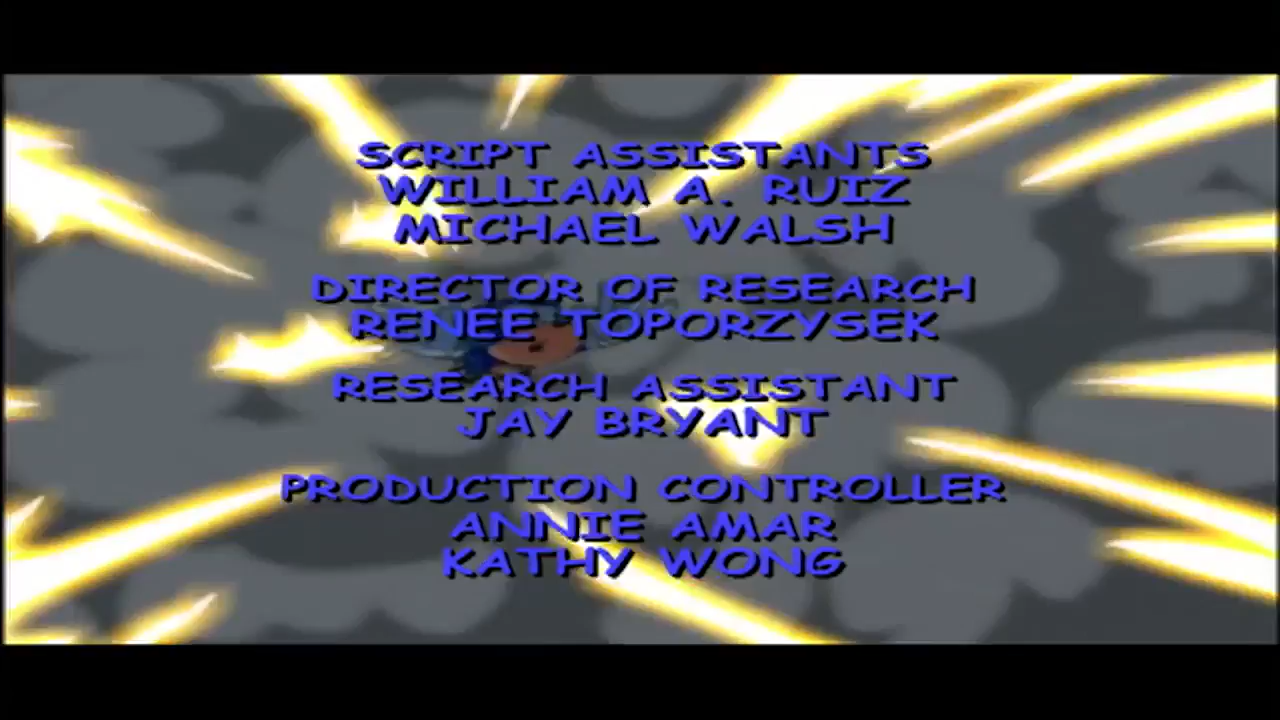 SCRIPT ASSISTANTS
WILLIAM A. RUIZ
MICHAEL WALSH
DIRECTOR OF RESEARCH
RENEE TOPORZYSEK
RESEARCH ASSISTANT
JAY BRYANT
PRODUCTION CONTROLLER
ANNIE AMAR
KATHY WONG